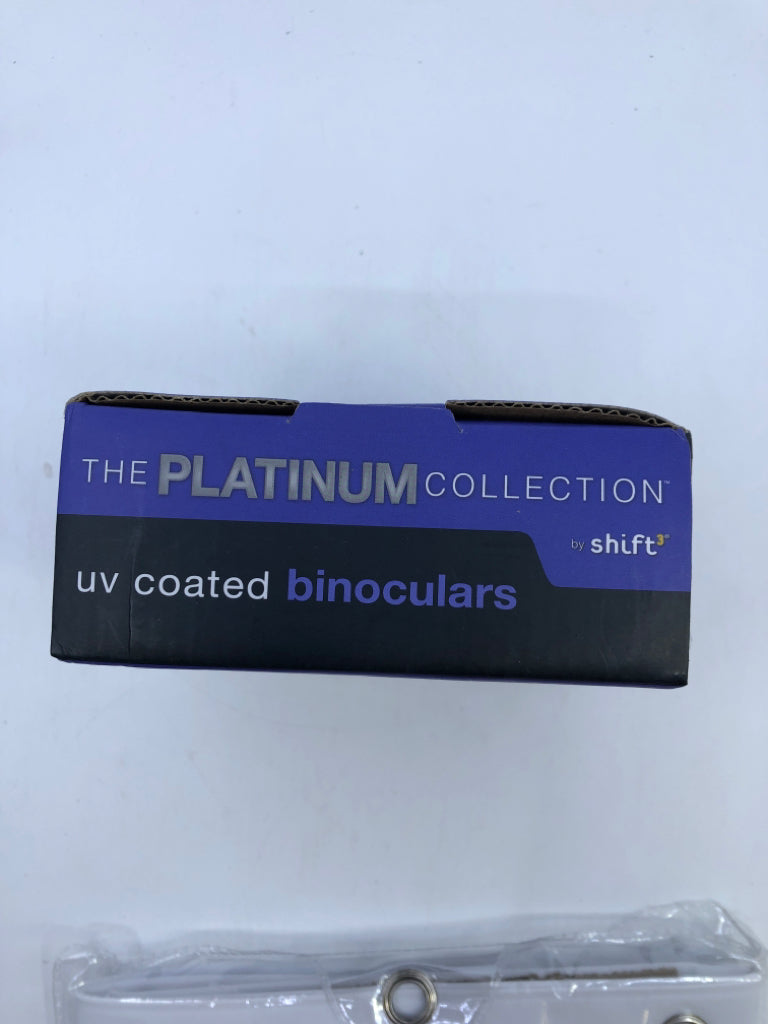 THE PLATINUM COLLECTION™
by shift3®
uv coated binoculars